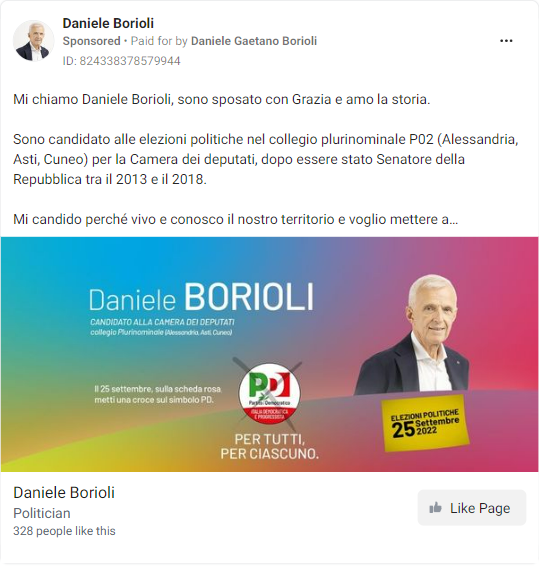 Daniele Borioli
Sponsored • Paid for by Daniele Gaetano Borioli
ID: 824338378579944
Mi chiamo Daniele Borioli, sono sposato con Grazia e amo la storia.
Sono candidato alle elezioni politiche nel collegio plurinominale P02 (Alessandria,
Asti, Cuneo) per la Camera dei deputati, dopo essere stato Senatore della
Repubblica tra il 2013 e il 2018.
Mi candido perché vivo e conosco il nostro territorio e voglio mettere a...
Daniele BORIOLI
CANDIDATO ALLA CAMERA DEI DEPUTATI
collegio Plurinominale (Alessandria, Asti, Cuneo)
Il 25 settembre, sulla scheda rosa,
metti una croce sul simbolo PD.
PD
Partito Democratico
ITALIA DEMOCRATICA
E PROGRESSISTA
PER TUTTI,
PER CIASCUNO.
ELEZIONI POLITICHE
25 Settembre
2022
Daniele Borioli
Politician
328 people like this
Like Page